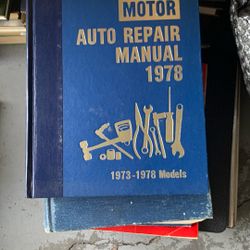 MOTOR
AUTO REPAIR
MANUAL
1978
1973-1978 Models